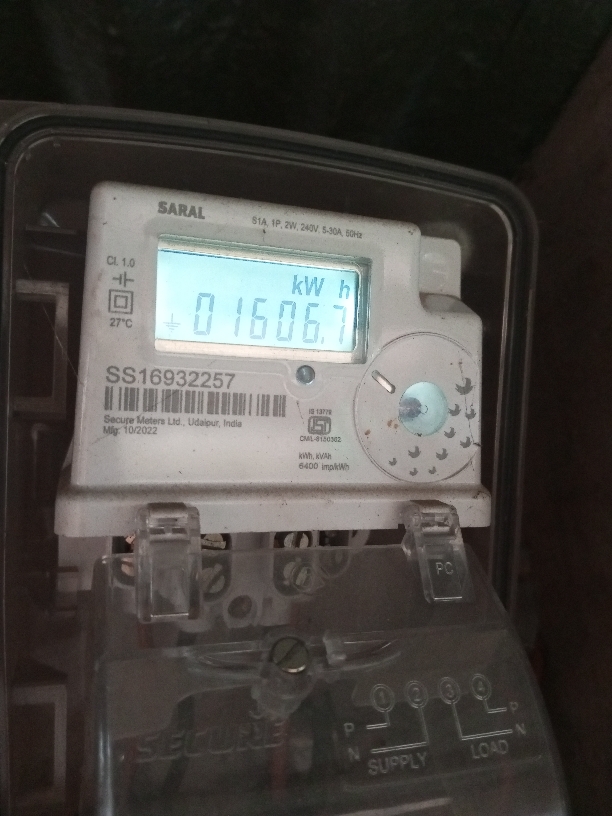 SARAL
S1A, 1P, 2W, 240V, 5-30A, 50Hz
CL 1.0
27°C
kW h
01606.7
SS16932257
Secure Meters Ltd., Udaipur, India
Mfg: 10/2022
IS 13779
ISI
kWh, kVAh
6400 imp/kWh
PC
1 2 3 4
P P
N N
SUPPLY LOAD
SECURE